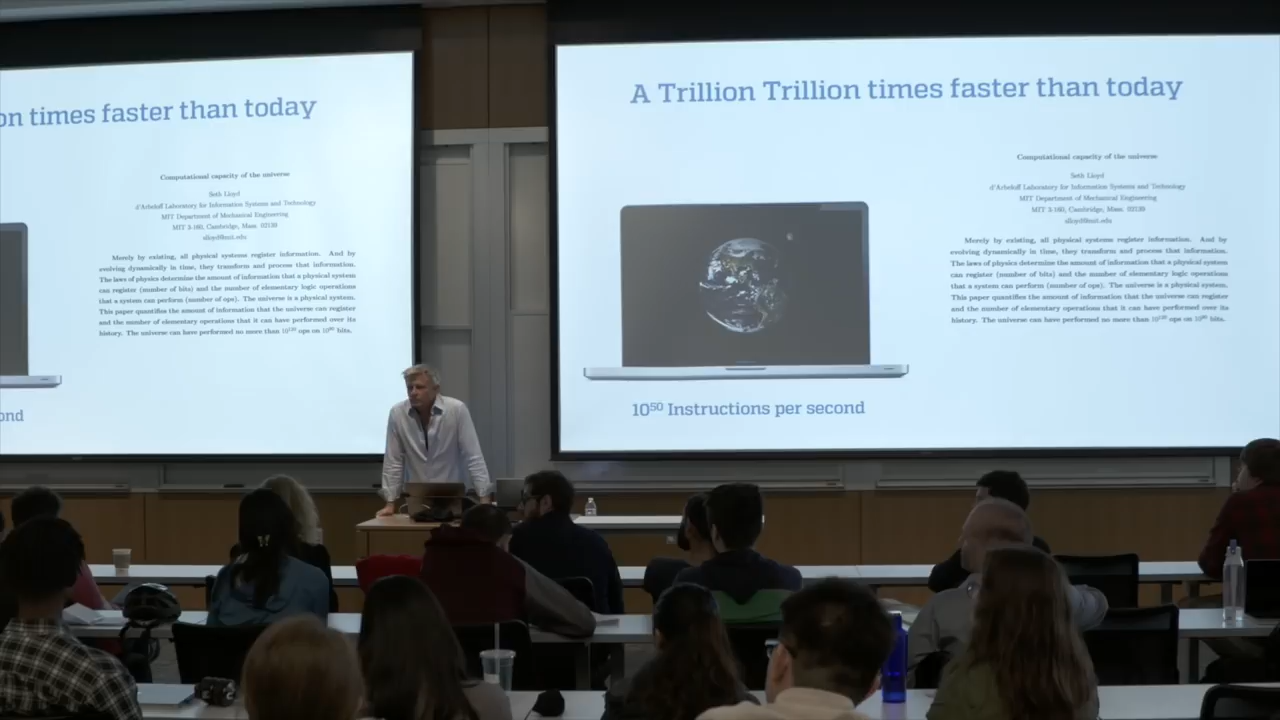 on times faster than today
Computational capacity of the universe
Seth Lloyd
d'Arbeloff Laboratory for Information Systems and Technology
MIT Department of Mechanical Engineering
MIT 3-160, Cambridge, Mass. 02139
slloyd@mit.edu
Merely by existing, all physical systems register information. And by
evolving dynamically in time, they transform and process that information.
The laws of physics determine the amount of information that a physical system
can register (number of bits) and the number of elementary logic operations
that a system can perform (number of ops). The universe is a physical system.
This paper quantifies the amount of information that the universe can register
and the number of elementary operations that it can have performed over its
history. The universe can have performed no more than 10¹²⁰ ops on 10⁹⁰ bits.
ond
A Trillion Trillion times faster than today
Computational capacity of the universe
Seth Lloyd
d'Arbeloff Laboratory for Information Systems and Technology
MIT Department of Mechanical Engineering
MIT 3-160, Cambridge, Mass. 02139
slloyd@mit.edu
Merely by existing, all physical systems register information. And by
evolving dynamically in time, they transform and process that information.
The laws of physics determine the amount of information that a physical system
can register (number of bits) and the number of elementary logic operations
that a system can perform (number of ops). The universe is a physical system.
This paper quantifies the amount of information that the universe can register
and the number of elementary operations that it can have performed over its
history. The universe can have performed no more than 10¹²⁰ ops on 10⁹⁰ bits.
10⁵⁰ Instructions per second